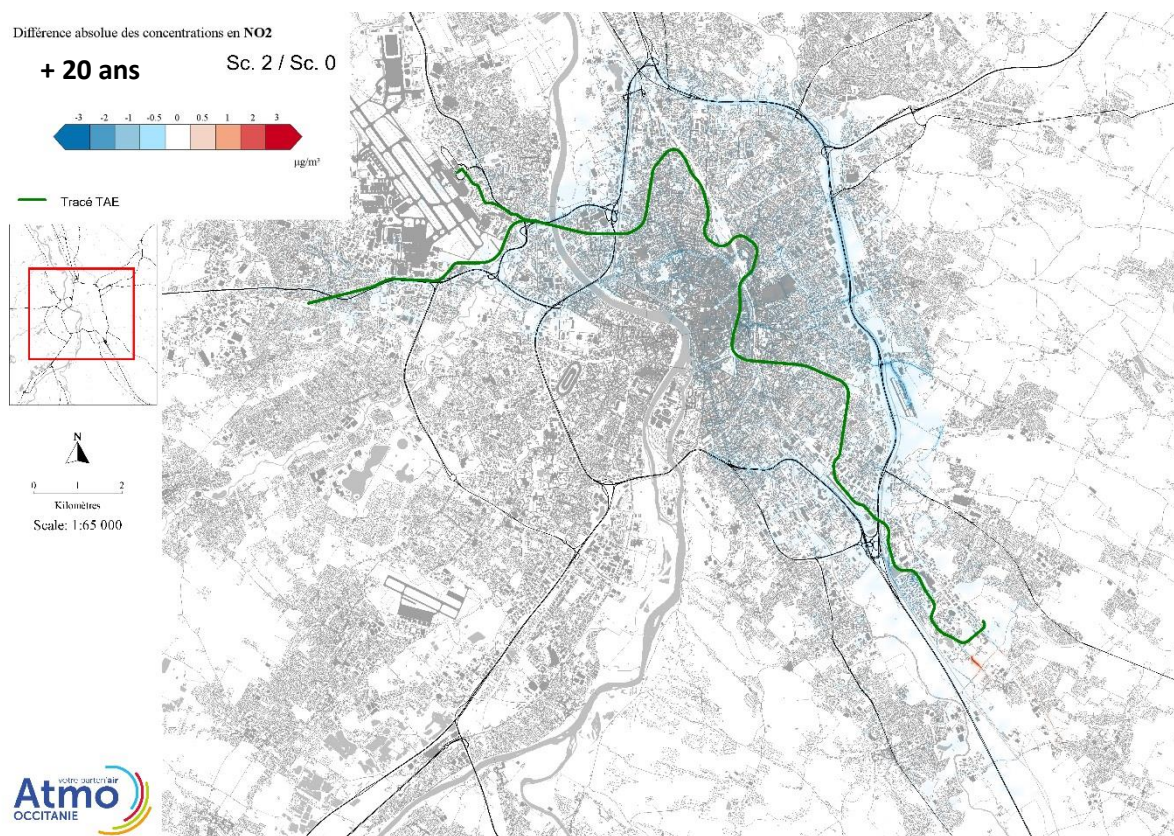 Différence absolue des concentrations en NO2
+ 20 ans
Sc. 2 / Sc. 0
-3 -2 -1 -0.5 0 0.5 1 2 3
µg/m³
Tracé TAE
N
0 1 2
Kilomètres
Scale: 1:65 000
votre parten'air
Atmo
OCCITANIE